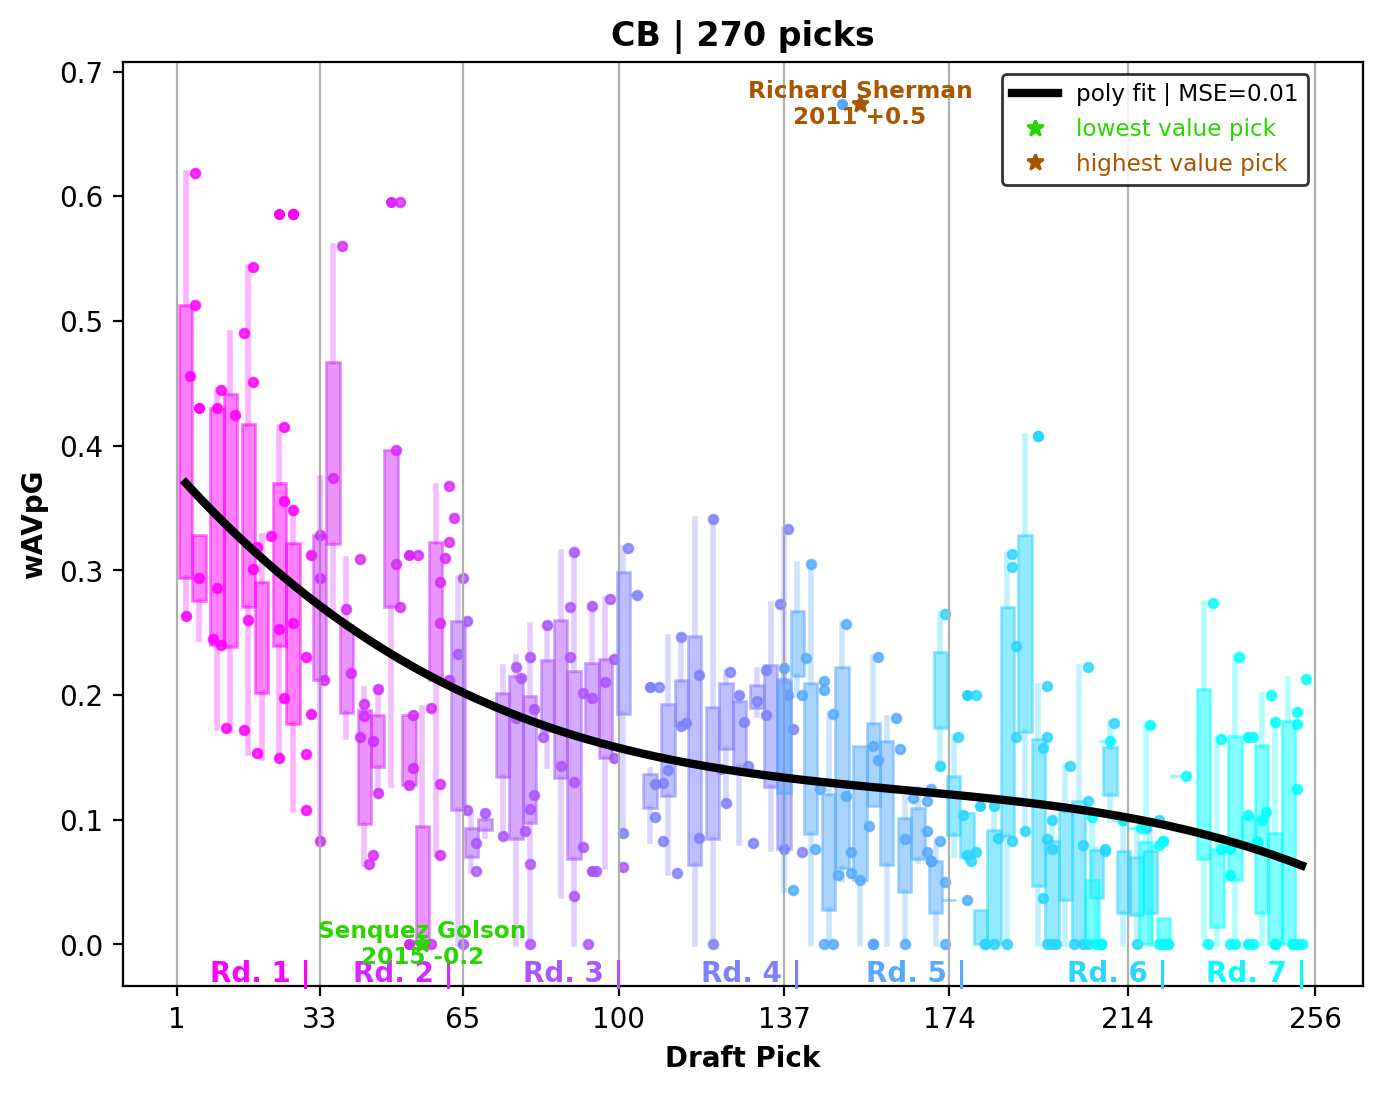 CB | 270 picks
0.7
0.6
0.5
0.4
0.3
0.2
0.1
0.0
wAVpG
Richard Sherman
2011 +0.5
poly fit | MSE=0.01
lowest value pick
highest value pick
Senquez Golson
2015 -0.2
Rd. 1 | Rd. 2 | Rd. 3 | Rd. 4 | Rd. 5 | Rd. 6 | Rd. 7 |
1 33 65 100 137 174 214 256
Draft Pick